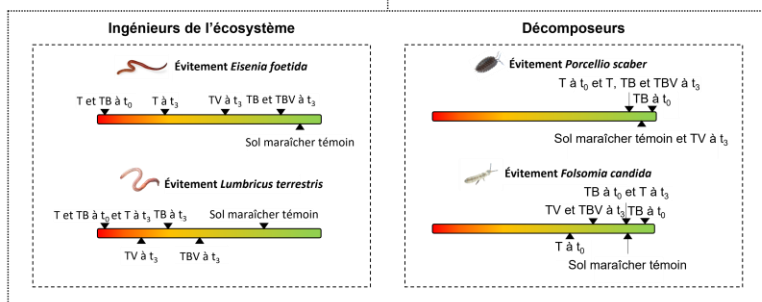 Ingénieurs de l'écosystème
Évitement Eisenia foetida
T et TB à t0
T à t3
TV à t3
TB et TBV à t3
Sol maraîcher témoin
Évitement Lumbricus terrestris
T et TB à t0 et T à t3
TB à t3
Sol maraîcher témoin
TV à t3
TBV à t3
Décomposeurs
Évitement Porcellio scaber
T à t0 et T, TB et TBV à t3
TB à t0
Sol maraîcher témoin et TV à t3
Évitement Folsomia candida
TB à t0 et T à t3
TV et TBV à t3
TB à t0
T à t0
Sol maraîcher témoin